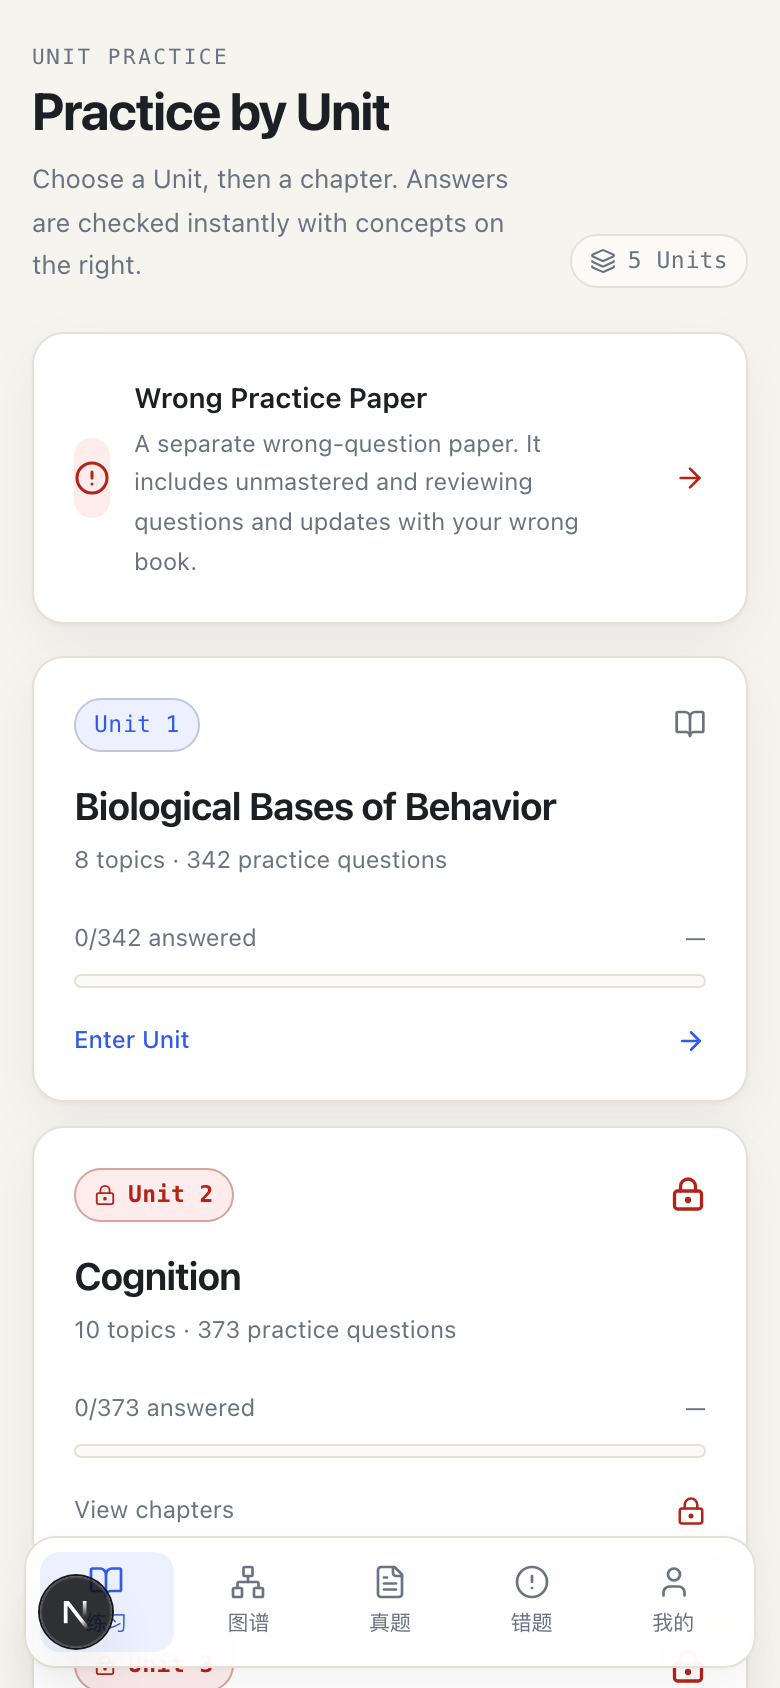 UNIT PRACTICE
Practice by Unit
Choose a Unit, then a chapter. Answers
are checked instantly with concepts on
the right.
5 Units
Wrong Practice Paper
A separate wrong-question paper. It
includes unmastered and reviewing
questions and updates with your wrong
book.
Unit 1
Biological Bases of Behavior
8 topics · 342 practice questions
0/342 answered
—
Enter Unit
Unit 2
Cognition
10 topics · 373 practice questions
0/373 answered
—
View chapters
N
练习
图谱
真题
错题
我的
Unit 3